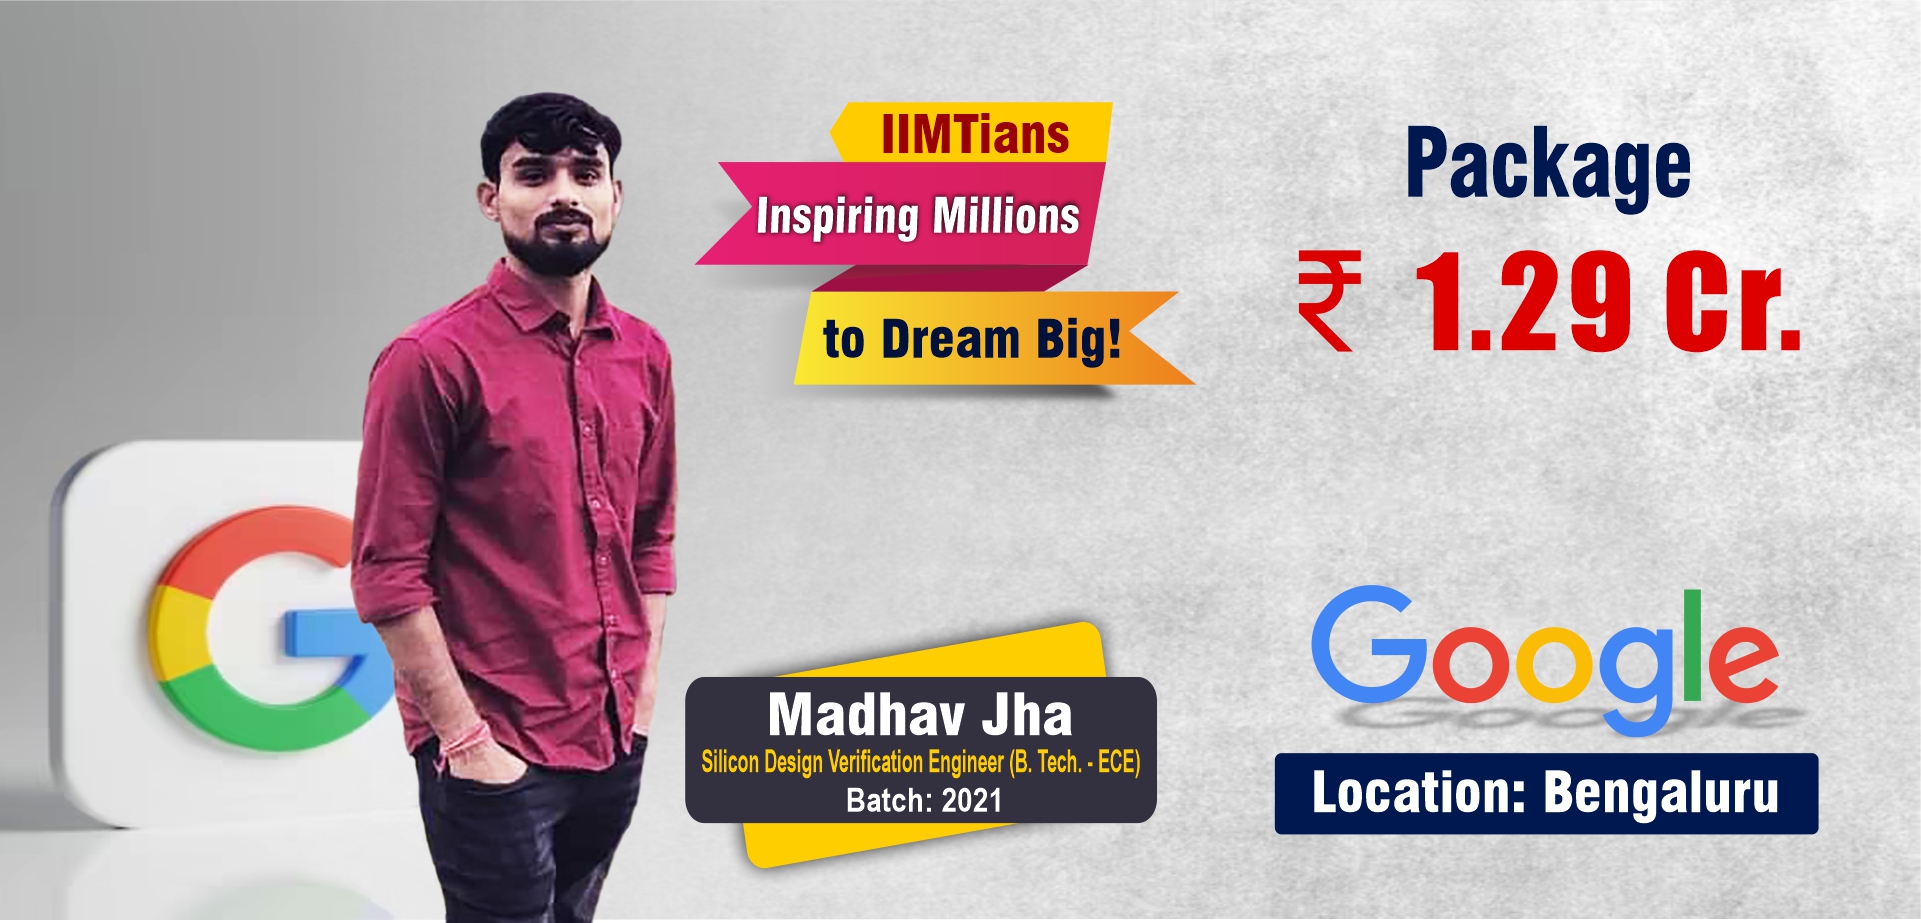 IIMTians
Inspiring Millions
to Dream Big!
Package
₹ 1.29 Cr.
G
Madhav Jha
Silicon Design Verification Engineer (B. Tech. - ECE)
Batch: 2021
Google
Location: Bengaluru